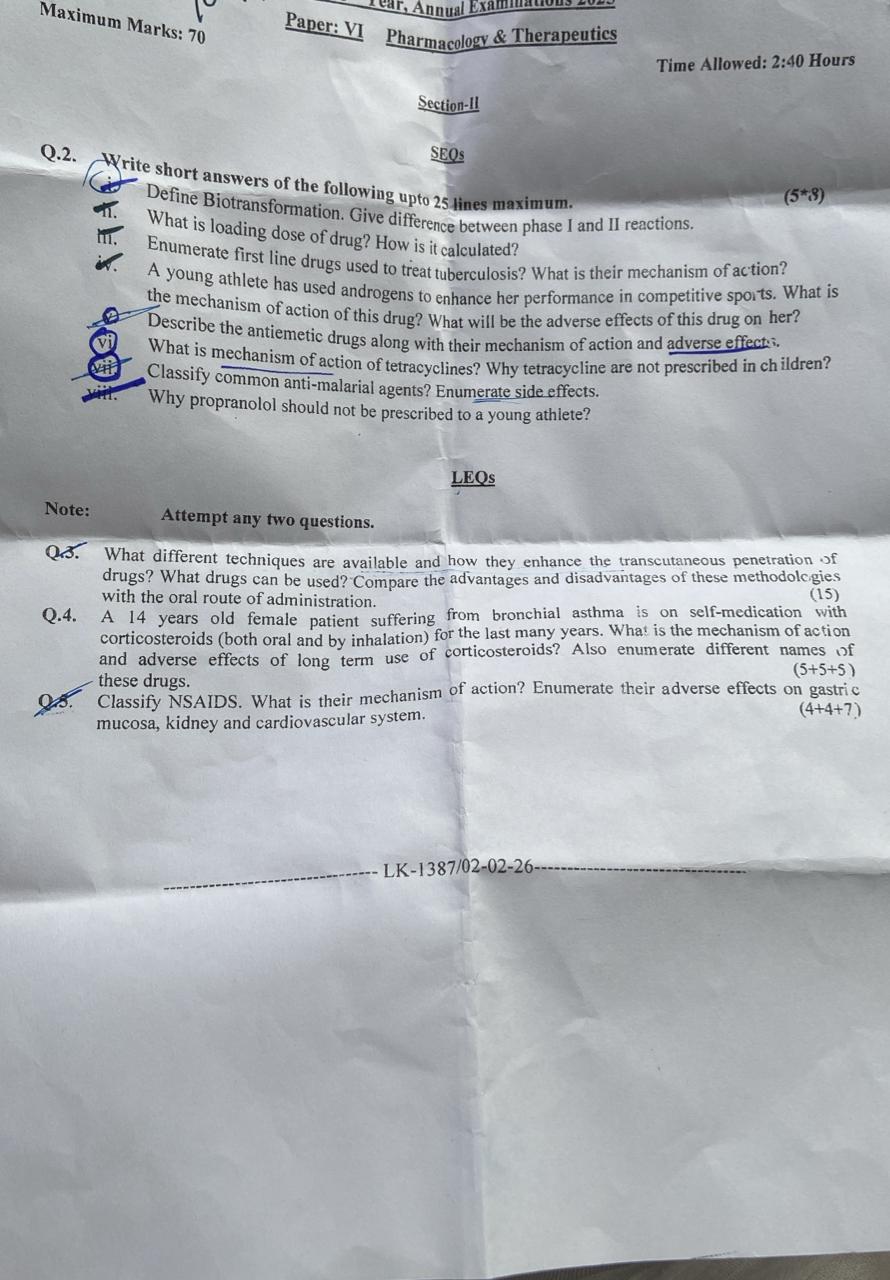 Year, Annual Examinations 2025
Maximum Marks: 70
Paper: VI Pharmacology & Therapeutics
Time Allowed: 2:40 Hours
Section-II
SEQs
Q.2. Write short answers of the following upto 25 lines maximum. (5*8)
i. Define Biotransformation. Give difference between phase I and II reactions.
ii. What is loading dose of drug? How is it calculated?
iii. Enumerate first line drugs used to treat tuberculosis? What is their mechanism of action?
iv. A young athlete has used androgens to enhance her performance in competitive sports. What is
the mechanism of action of this drug? What will be the adverse effects of this drug on her?
Describe the antiemetic drugs along with their mechanism of action and adverse effects.
vi What is mechanism of action of tetracyclines? Why tetracycline are not prescribed in children?
vii. Classify common anti-malarial agents? Enumerate side effects.
viii. Why propranolol should not be prescribed to a young athlete?
LEQs
Note: Attempt any two questions.
Q.3. What different techniques are available and how they enhance the transcutaneous penetration of
drugs? What drugs can be used? Compare the advantages and disadvantages of these methodologies
with the oral route of administration. (15)
Q.4. A 14 years old female patient suffering from bronchial asthma is on self-medication with
corticosteroids (both oral and by inhalation) for the last many years. What is the mechanism of action
and adverse effects of long term use of corticosteroids? Also enumerate different names of
these drugs. (5+5+5)
Q.5. Classify NSAIDS. What is their mechanism of action? Enumerate their adverse effects on gastric
mucosa, kidney and cardiovascular system. (4+4+7)
LK-1387/02-02-26